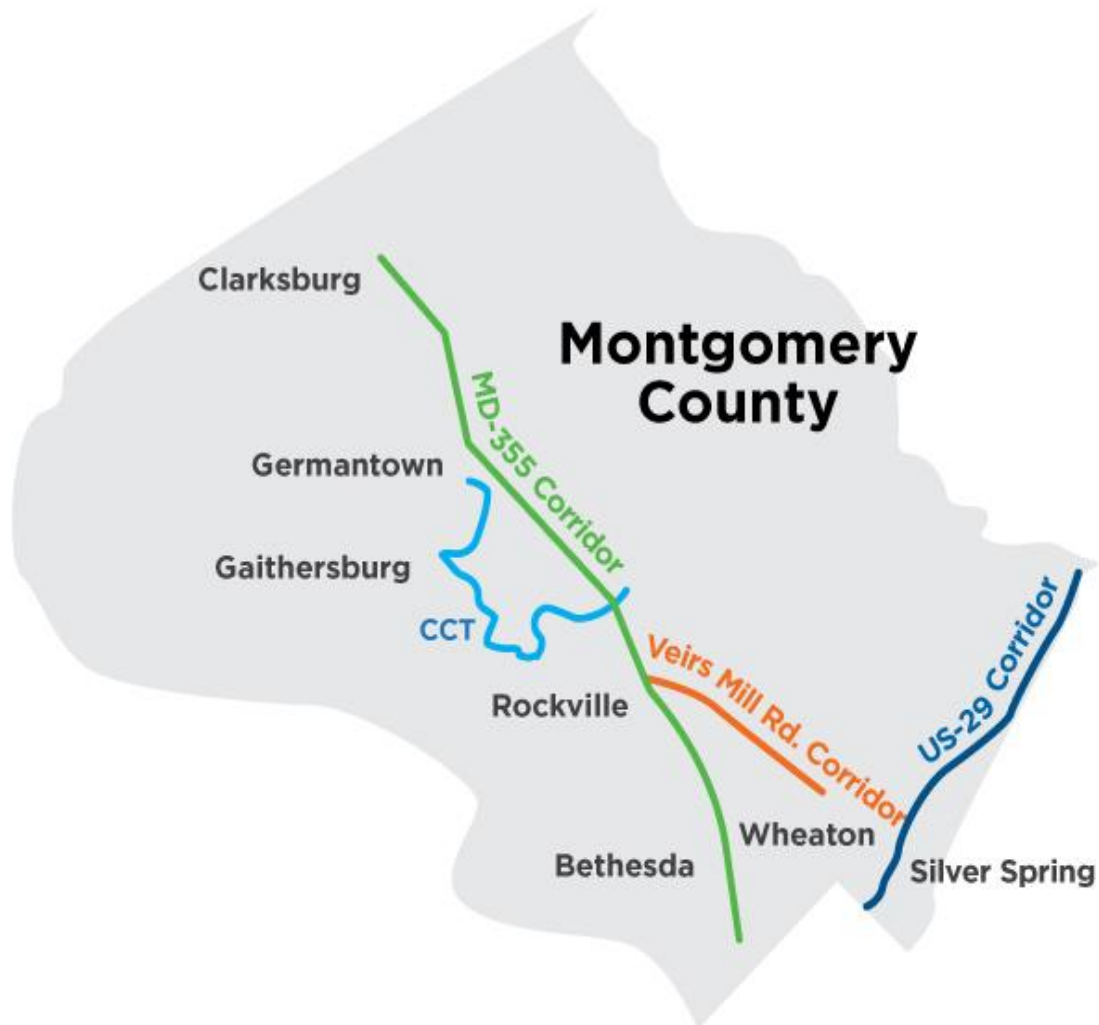 Clarksburg
Montgomery
County
MD-355 Corridor
Germantown
Gaithersburg
CCT
Veirs Mill Rd. Corridor
US-29 Corridor
Rockville
Wheaton
Bethesda
Silver Spring